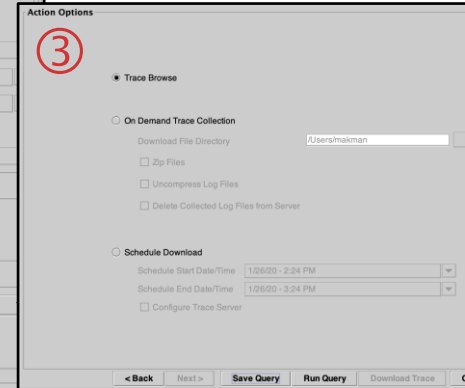 Action Options
3
Trace Browse
On Demand Trace Collection
Download File Directory /Users/makman
Zip Files
Uncompress Log Files
Delete Collected Log Files from Server
Schedule Download
Schedule Start Date/Time 1/26/20 - 2:24 PM
Schedule End Date/Time 1/26/20 - 3:24 PM
Configure Trace Server
< Back Next > Save Query Run Query Download Trace